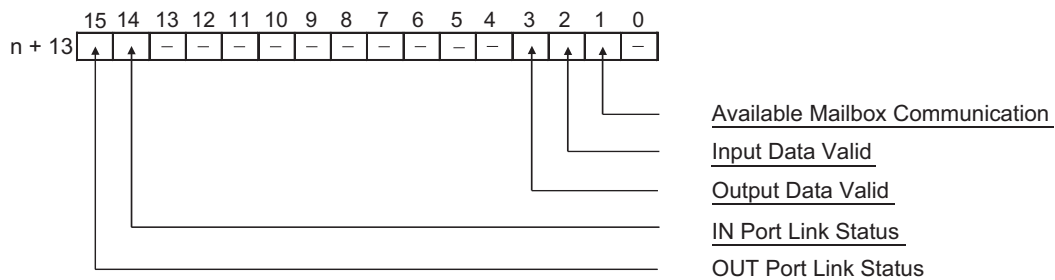 15 14 13 12 11 10 9 8 7 6 5 4 3 2 1 0
n + 13 – – – – – – – – – – –
Available Mailbox Communication
Input Data Valid
Output Data Valid
IN Port Link Status
OUT Port Link Status